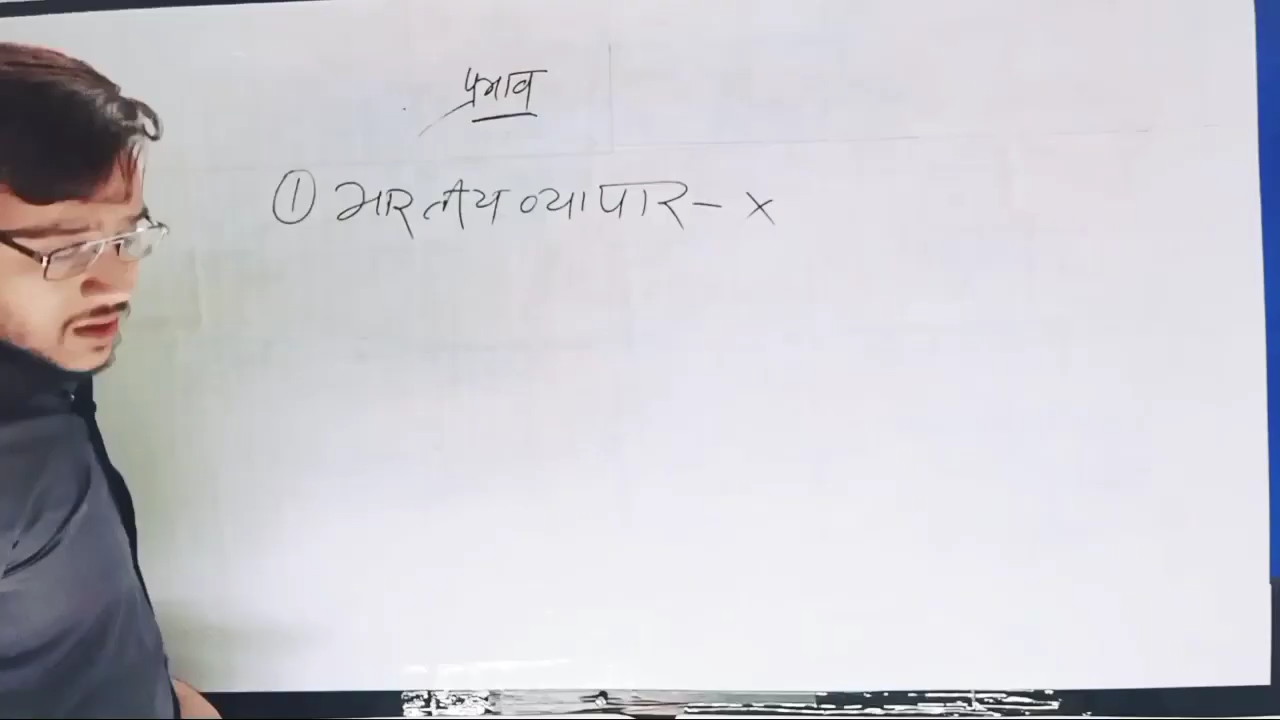 प्रभाव
① भारतीय व्यापार - ×